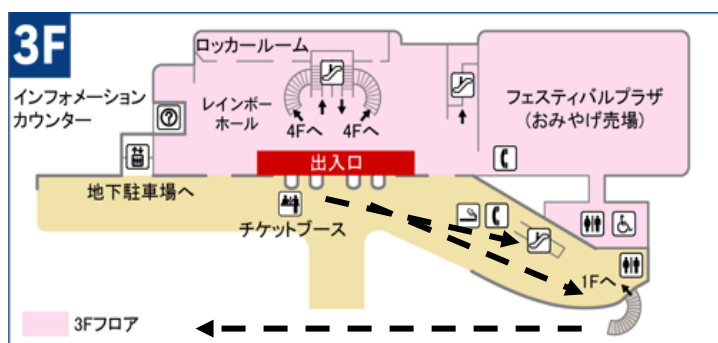 3F
ロッカールーム
インフォメーション
カウンター
レインボー
ホール
4Fへ
4Fへ
フェスティバルプラザ
(おみやげ売場)
出入口
地下駐車場へ
チケットブース
1Fへ
3Fフロア